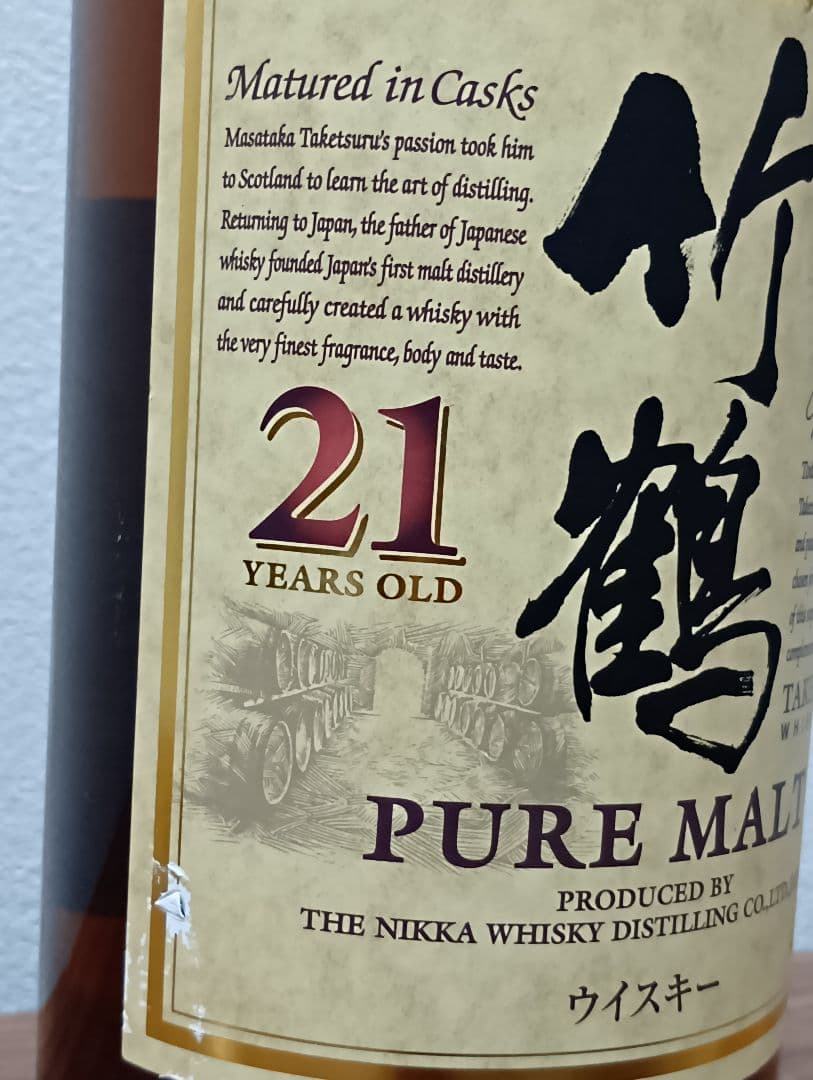 Matured in Casks
Masataka Taketsuru's passion took him
to Scotland to learn the art of distilling.
Returning to Japan, the father of Japanese
whisky founded Japan's first malt distillery
and carefully created a whisky with
the very finest fragrance, body and taste.
竹鶴
21
YEARS OLD
PURE MALT
PRODUCED BY
THE NIKKA WHISKY DISTILLING CO.,LTD.
ウイスキー